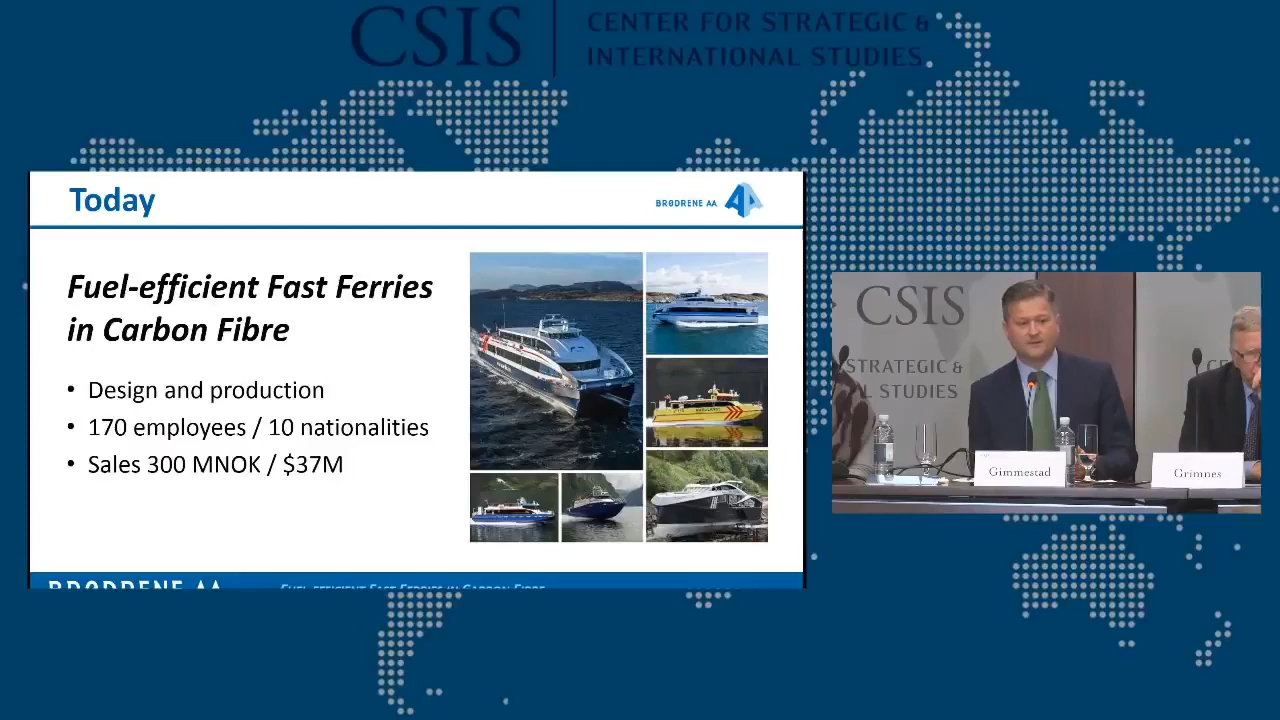 CSIS
CENTER FOR STRATEGIC &
INTERNATIONAL STUDIES
Today
BRØDRENE AA
Fuel-efficient Fast Ferries
in Carbon Fibre
• Design and production
• 170 employees / 10 nationalities
• Sales 300 MNOK / $37M
BRØDRENE AA
FUEL-EFFICIENT FAST FERRIES IN CARBON FIBRE
CSIS
STRATEGIC &
L STUDIES
Gimmestad
Grimnes